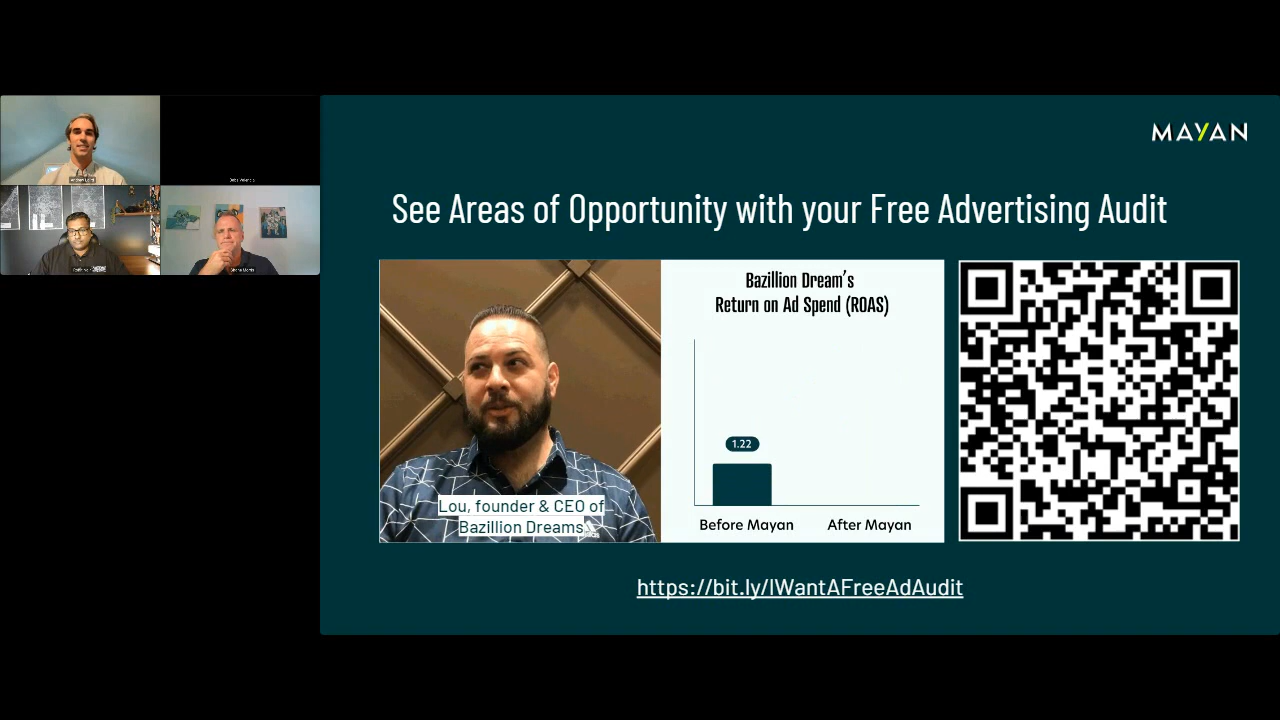 MAYAN
See Areas of Opportunity with your Free Advertising Audit
Bazillion Dream's
Return on Ad Spend (ROAS)
1.22
Before Mayan
After Mayan
Lou, founder & CEO of
Bazillion Dreams
https://bit.ly/IWantAFreeAdAudit